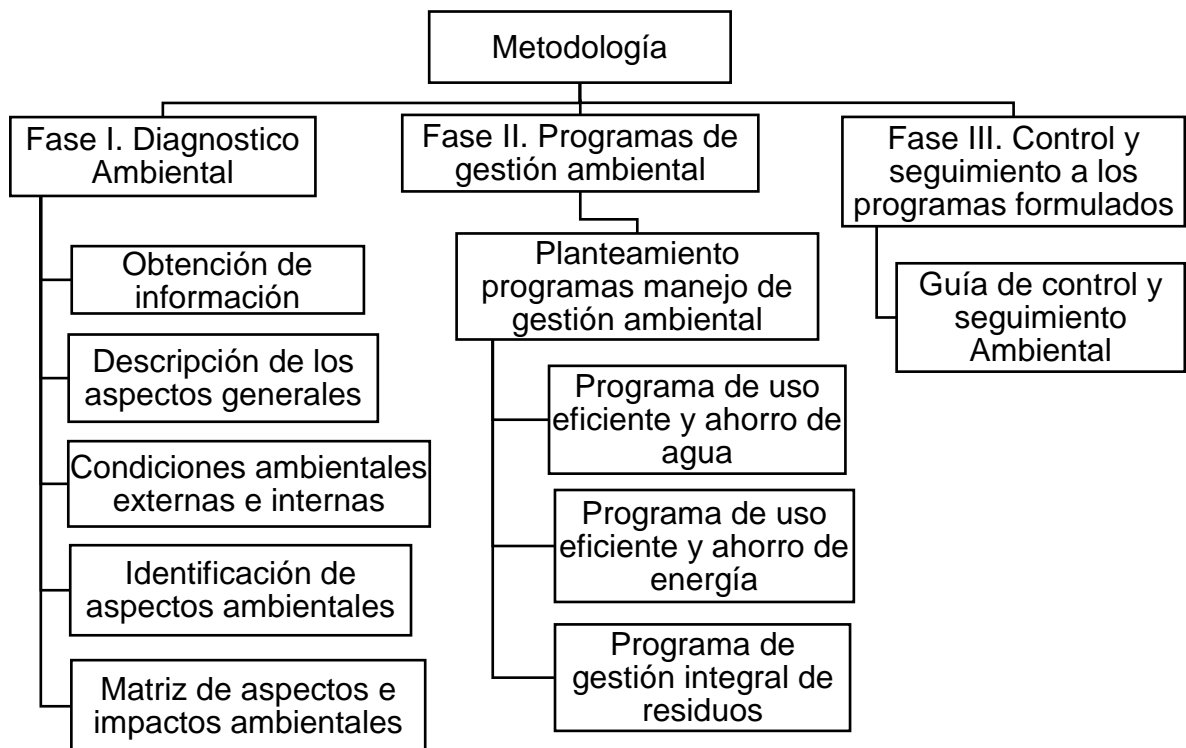 Metodología
Fase I. Diagnostico
Ambiental
Obtención de
información
Descripción de los
aspectos generales
Condiciones ambientales
externas e internas
Identificación de
aspectos ambientales
Matriz de aspectos e
impactos ambientales
Fase II. Programas de
gestión ambiental
Planteamiento
programas manejo de
gestión ambiental
Programa de uso
eficiente y ahorro de
agua
Programa de uso
eficiente y ahorro de
energía
Programa de
gestión integral de
residuos
Fase III. Control y
seguimiento a los
programas formulados
Guía de control y
seguimiento
Ambiental